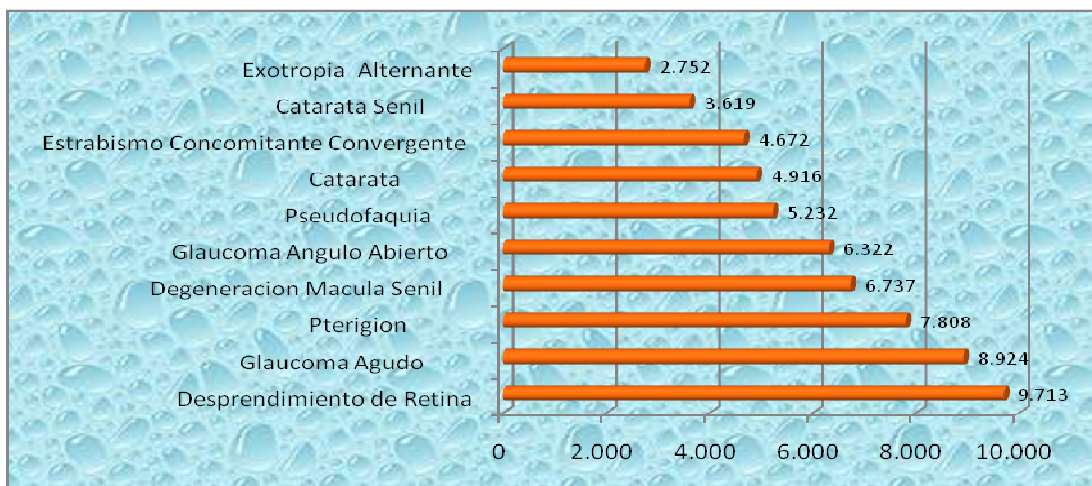 Exotropia Alternante 2.752
Catarata Senil 3.619
Estrabismo Concomitante Convergente 4.672
Catarata 4.916
Pseudofaquia 5.232
Glaucoma Angulo Abierto 6.322
Degeneracion Macula Senil 6.737
Pterigion 7.808
Glaucoma Agudo 8.924
Desprendimiento de Retina 9.713
0 2.000 4.000 6.000 8.000 10.000